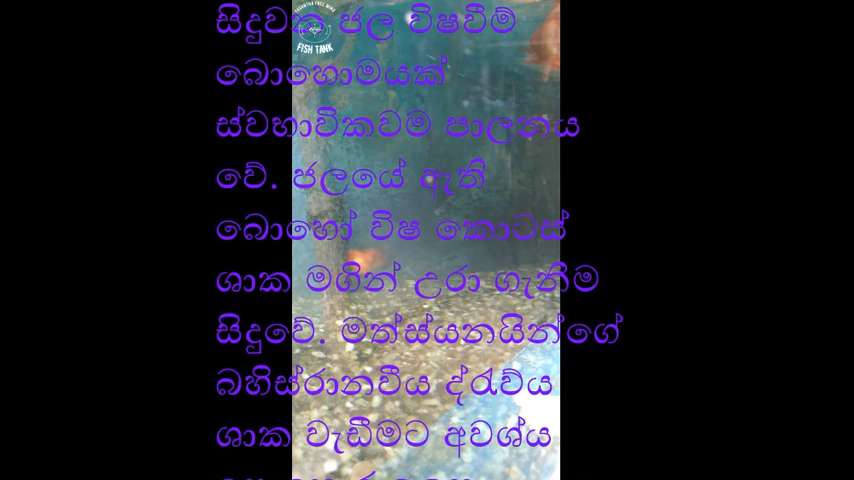 සිදුවන ජල විෂවීම්
FISH TANK
බොහොමයක්
ස්වභාවිකවම පාලනය
වේ. ජලයේ ඇති
බොහෝ විෂ කොටස්
ශාක මගින් උරා ගැනීම
සිදුවේ. මත්ස්යනයින්ගේ
බහිස්රානවීය ද්රැව්ය
ශාක වැඩීමට අවශ්ය